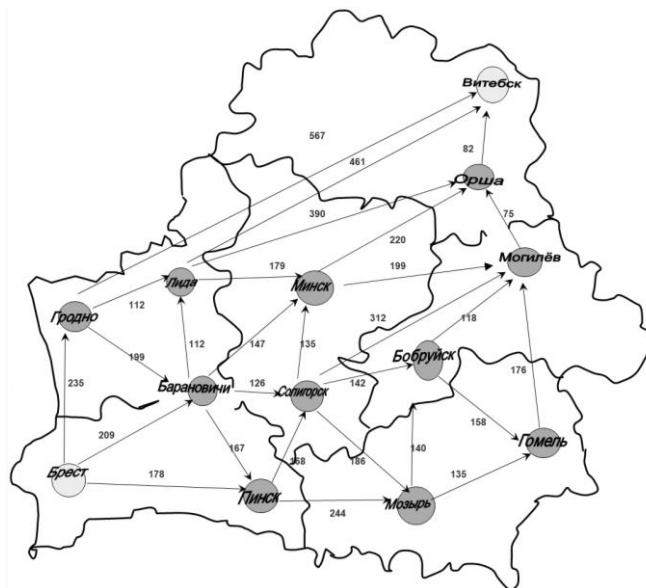 Витебск
567
82
461
Орша
390
220
75
Могилёв
179
199
Лида
Минск
112
Гродно
312
118
Бобруйск
199
112
147
135
142
176
Барановичи
126
Солигорск
235
158
Гомель
209
167
168
186
140
135
Брест
178
Пинск
244
Мозырь